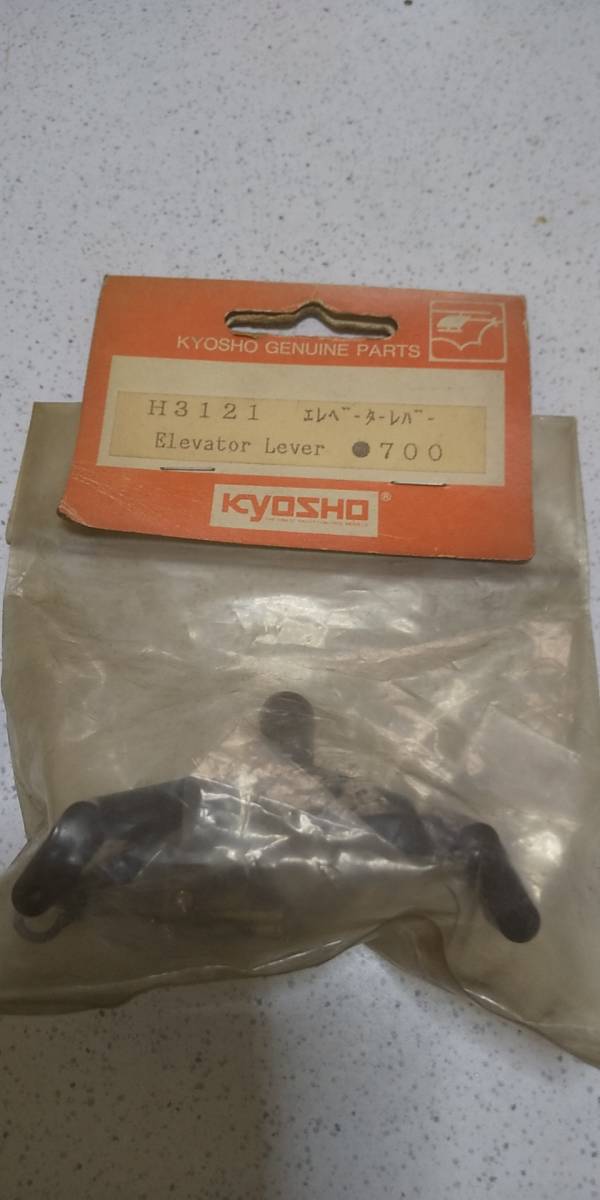 KYOSHO GENUINE PARTS
H3121 ｴﾚﾍﾞｰﾀｰﾚﾊﾞｰ
Elevator Lever ●700
KYOSHO®